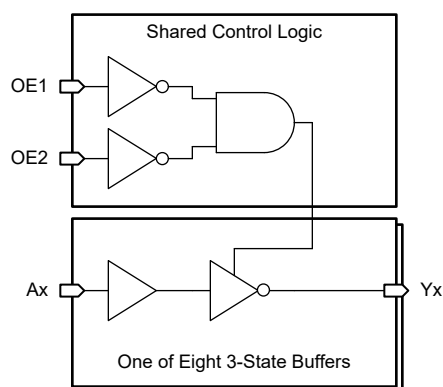 Shared Control Logic
OE1
OE2
Ax
Yx
One of Eight 3-State Buffers